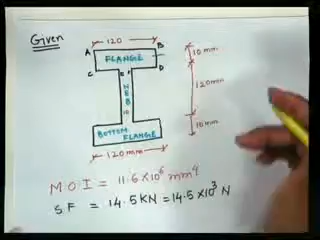 Given
120
A B
FLANGE
C E F D
WEB
10
BOTTOM FLANGE
120 mm
10 mm
120mm
10mm
M.O.I = 11.6 × 10⁶ mm⁴
S.F = 14.5 KN = 14.5 × 10³ N